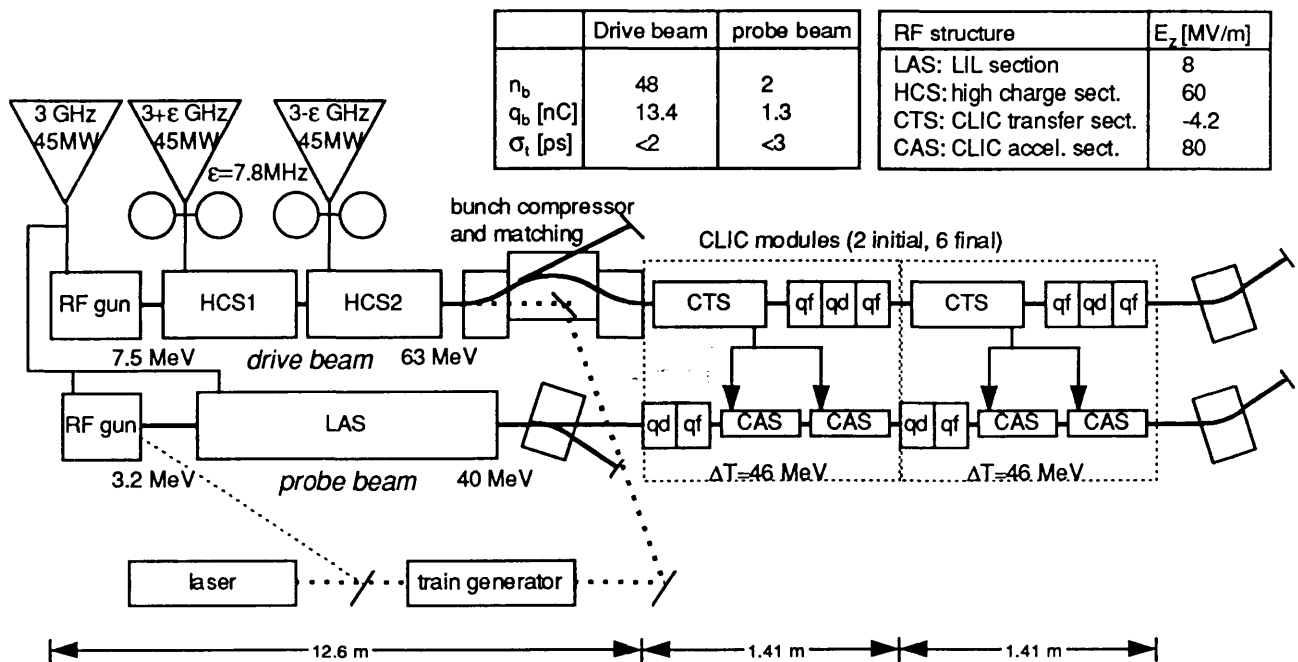 Drive beam probe beam
n_b 48 2
q_b [nC] 13.4 1.3
σ_t [ps] <2 <3
RF structure E_z [MV/m]
LAS: LIL section 8
HCS: high charge sect. 60
CTS: CLIC transfer sect. -4.2
CAS: CLIC accel. sect. 80
3 GHz 3+ε GHz 3-ε GHz
45MW 45MW 45MW
ε=7.8MHz
bunch compressor
and matching
CLIC modules (2 initial, 6 final)
RF gun HCS1 HCS2 CTS qf qd qf CTS qf qd qf
7.5 MeV drive beam 63 MeV
RF gun LAS qd qf CAS CAS qd qf CAS CAS
3.2 MeV probe beam 40 MeV ΔT=46 MeV ΔT=46 MeV
laser train generator
12.6 m 1.41 m 1.41 m